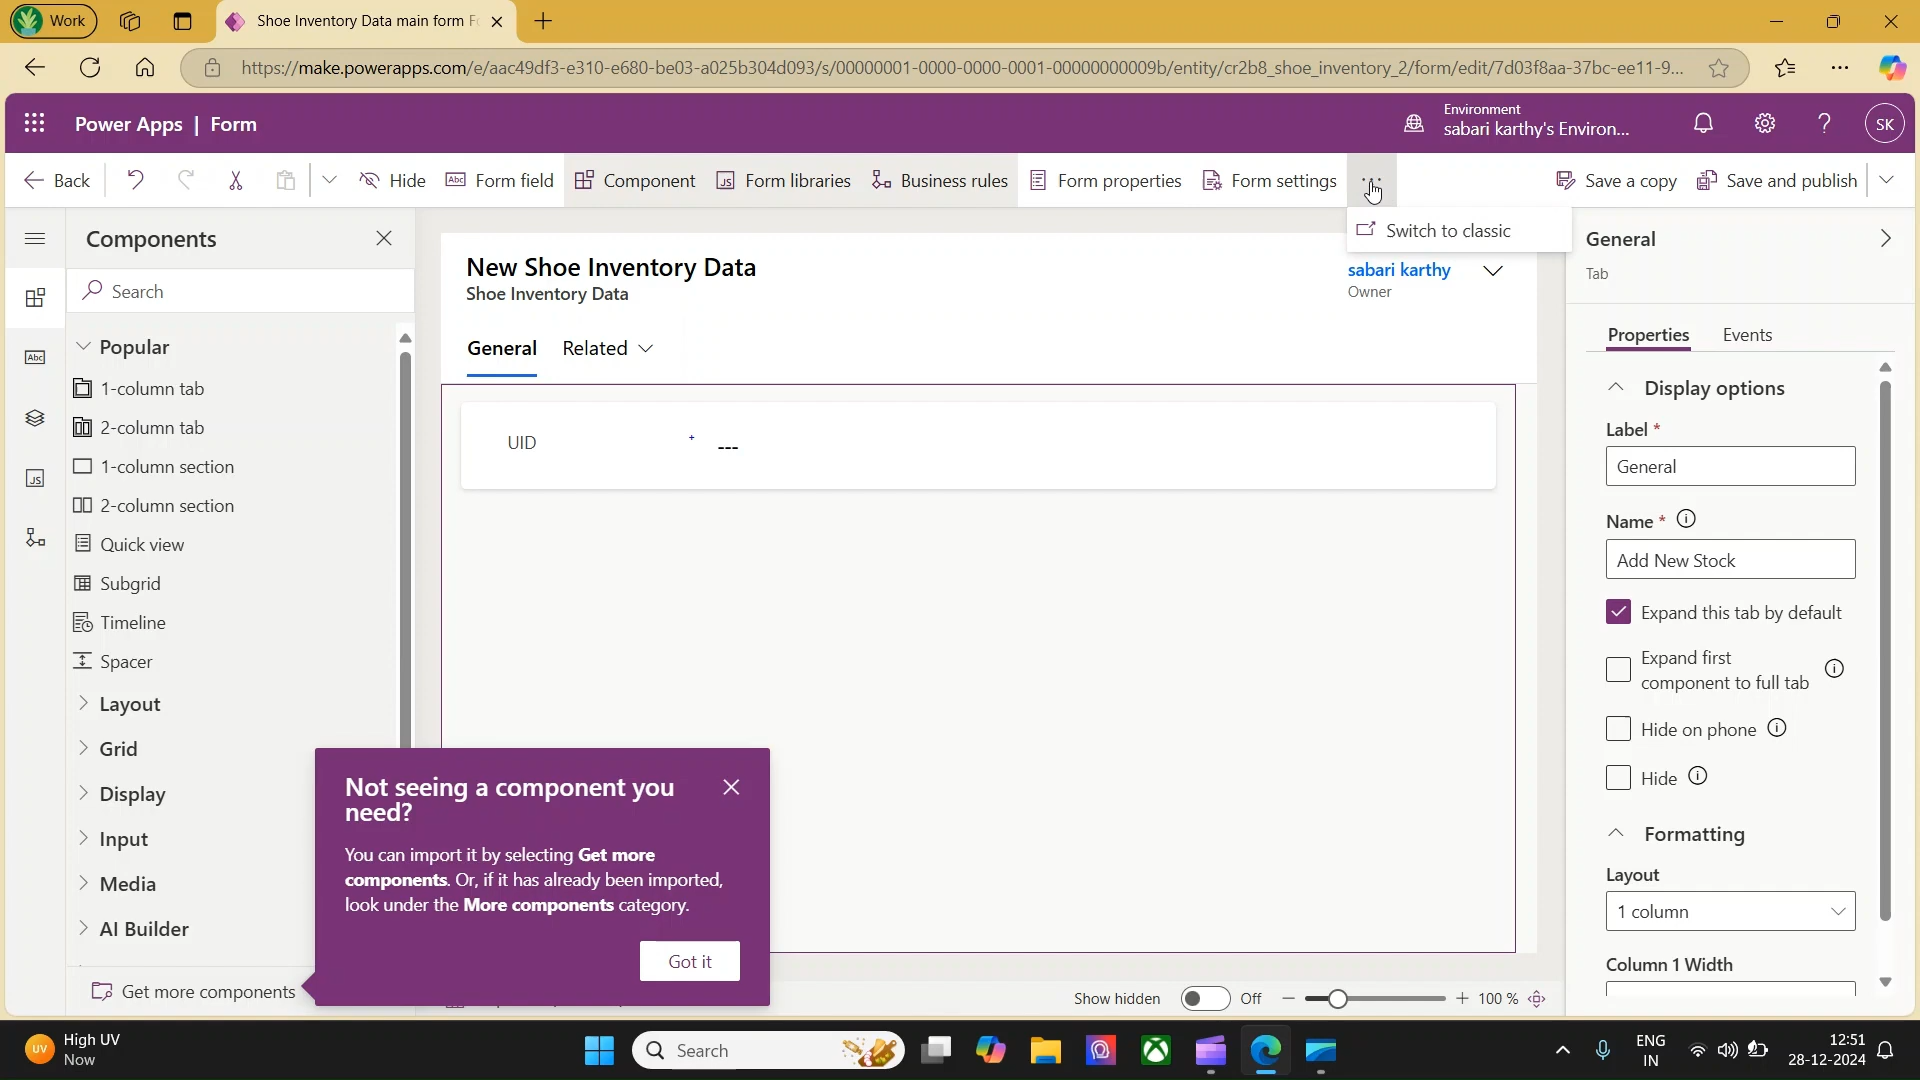 Work
Shoe Inventory Data main form F
https://make.powerapps.com/e/aac49df3-e310-e680-be03-a025b304d093/s/00000001-0000-0000-0001-00000000009b/entity/cr2b8_shoe_inventory_2/form/edit/7d03f8aa-37bc-ee11-9...
Power Apps | Form
Environment
sabari karthy's Environ...
SK
Back
Hide
Abc Form field
Component
JS Form libraries
Business rules
Form properties
Form settings
...
Save a copy
Save and publish
Switch to classic
Components
Search
Popular
1-column tab
2-column tab
1-column section
2-column section
Quick view
Subgrid
Timeline
Spacer
Layout
Grid
Display
Input
Media
AI Builder
Get more components
Abc
JS
New Shoe Inventory Data
Shoe Inventory Data
sabari karthy
Owner
General
Related
UID + ---
Not seeing a component you
need?
You can import it by selecting Get more
components. Or, if it has already been imported,
look under the More components category.
Got it
Show hidden
Off
100 %
General
Tab
Properties
Events
Display options
Label *
General
Name *
Add New Stock
Expand this tab by default
Expand first
component to full tab
Hide on phone
Hide
Formatting
Layout
1 column
Column 1 Width
UV
High UV
Now
Search
ENG
IN
12:51
28-12-2024